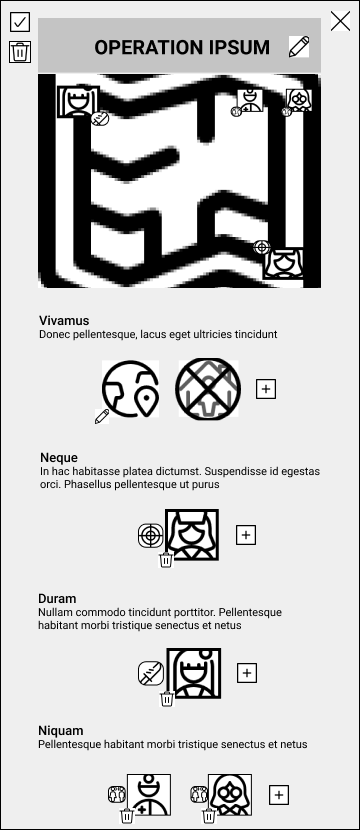 OPERATION IPSUM
Vivamus
Donec pellentesque, lacus eget ultricies tincidunt
Neque
In hac habitasse platea dictumst. Suspendisse id egestas
orci. Phasellus pellentesque ut purus
Duram
Nullam commodo tincidunt porttitor. Pellentesque
habitant morbi tristique senectus et netus
Niquam
Pellentesque habitant morbi tristique senectus et netus